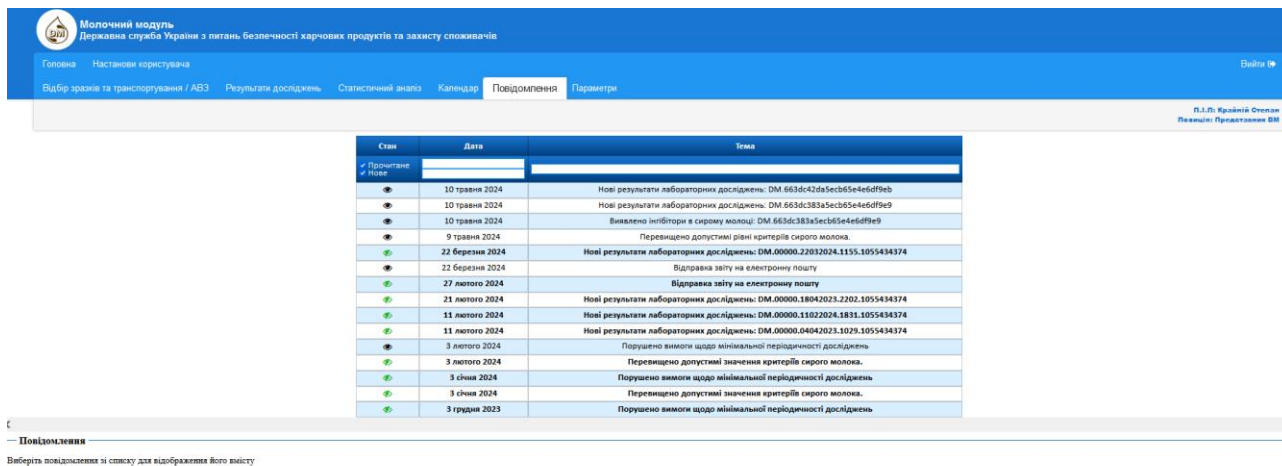 DM
Молочний модуль
Державна служба України з питань безпечності харчових продуктів та захисту споживачів
Головна Настанови користувача Вийти
Відбір зразків та транспортування / АВЗ Результати досліджень Статистичний аналіз Календар Повідомлення Параметри
П.І.П: Крайній Степан
Позиція: Представник ВМ
Стан Дата Тема
Прочитане
Нове
10 травня 2024 Нові результати лабораторних досліджень: DM.663dc42da5ecb65e4e6df9eb
10 травня 2024 Нові результати лабораторних досліджень: DM.663dc383a5ecb65e4e6df9e9
10 травня 2024 Виявлено інгібітори в сирому молоці: DM.663dc383a5ecb65e4e6df9e9
9 травня 2024 Перевищено допустимі рівні критеріїв сирого молока.
22 березня 2024 Нові результати лабораторних досліджень: DM.00000.22032024.1155.1055434374
22 березня 2024 Відправка звіту на електронну пошту
27 лютого 2024 Відправка звіту на електронну пошту
21 лютого 2024 Нові результати лабораторних досліджень: DM.00000.18042023.2202.1055434374
11 лютого 2024 Нові результати лабораторних досліджень: DM.00000.11022024.1831.1055434374
11 лютого 2024 Нові результати лабораторних досліджень: DM.00000.04042023.1029.1055434374
3 лютого 2024 Порушено вимоги щодо мінімальної періодичності досліджень
3 лютого 2024 Перевищено допустимі значення критеріїв сирого молока.
3 січня 2024 Порушено вимоги щодо мінімальної періодичності досліджень
3 січня 2024 Перевищено допустимі значення критеріїв сирого молока.
3 грудня 2023 Порушено вимоги щодо мінімальної періодичності досліджень
Повідомлення
Виберіть повідомлення зі списку для відображення його вмісту